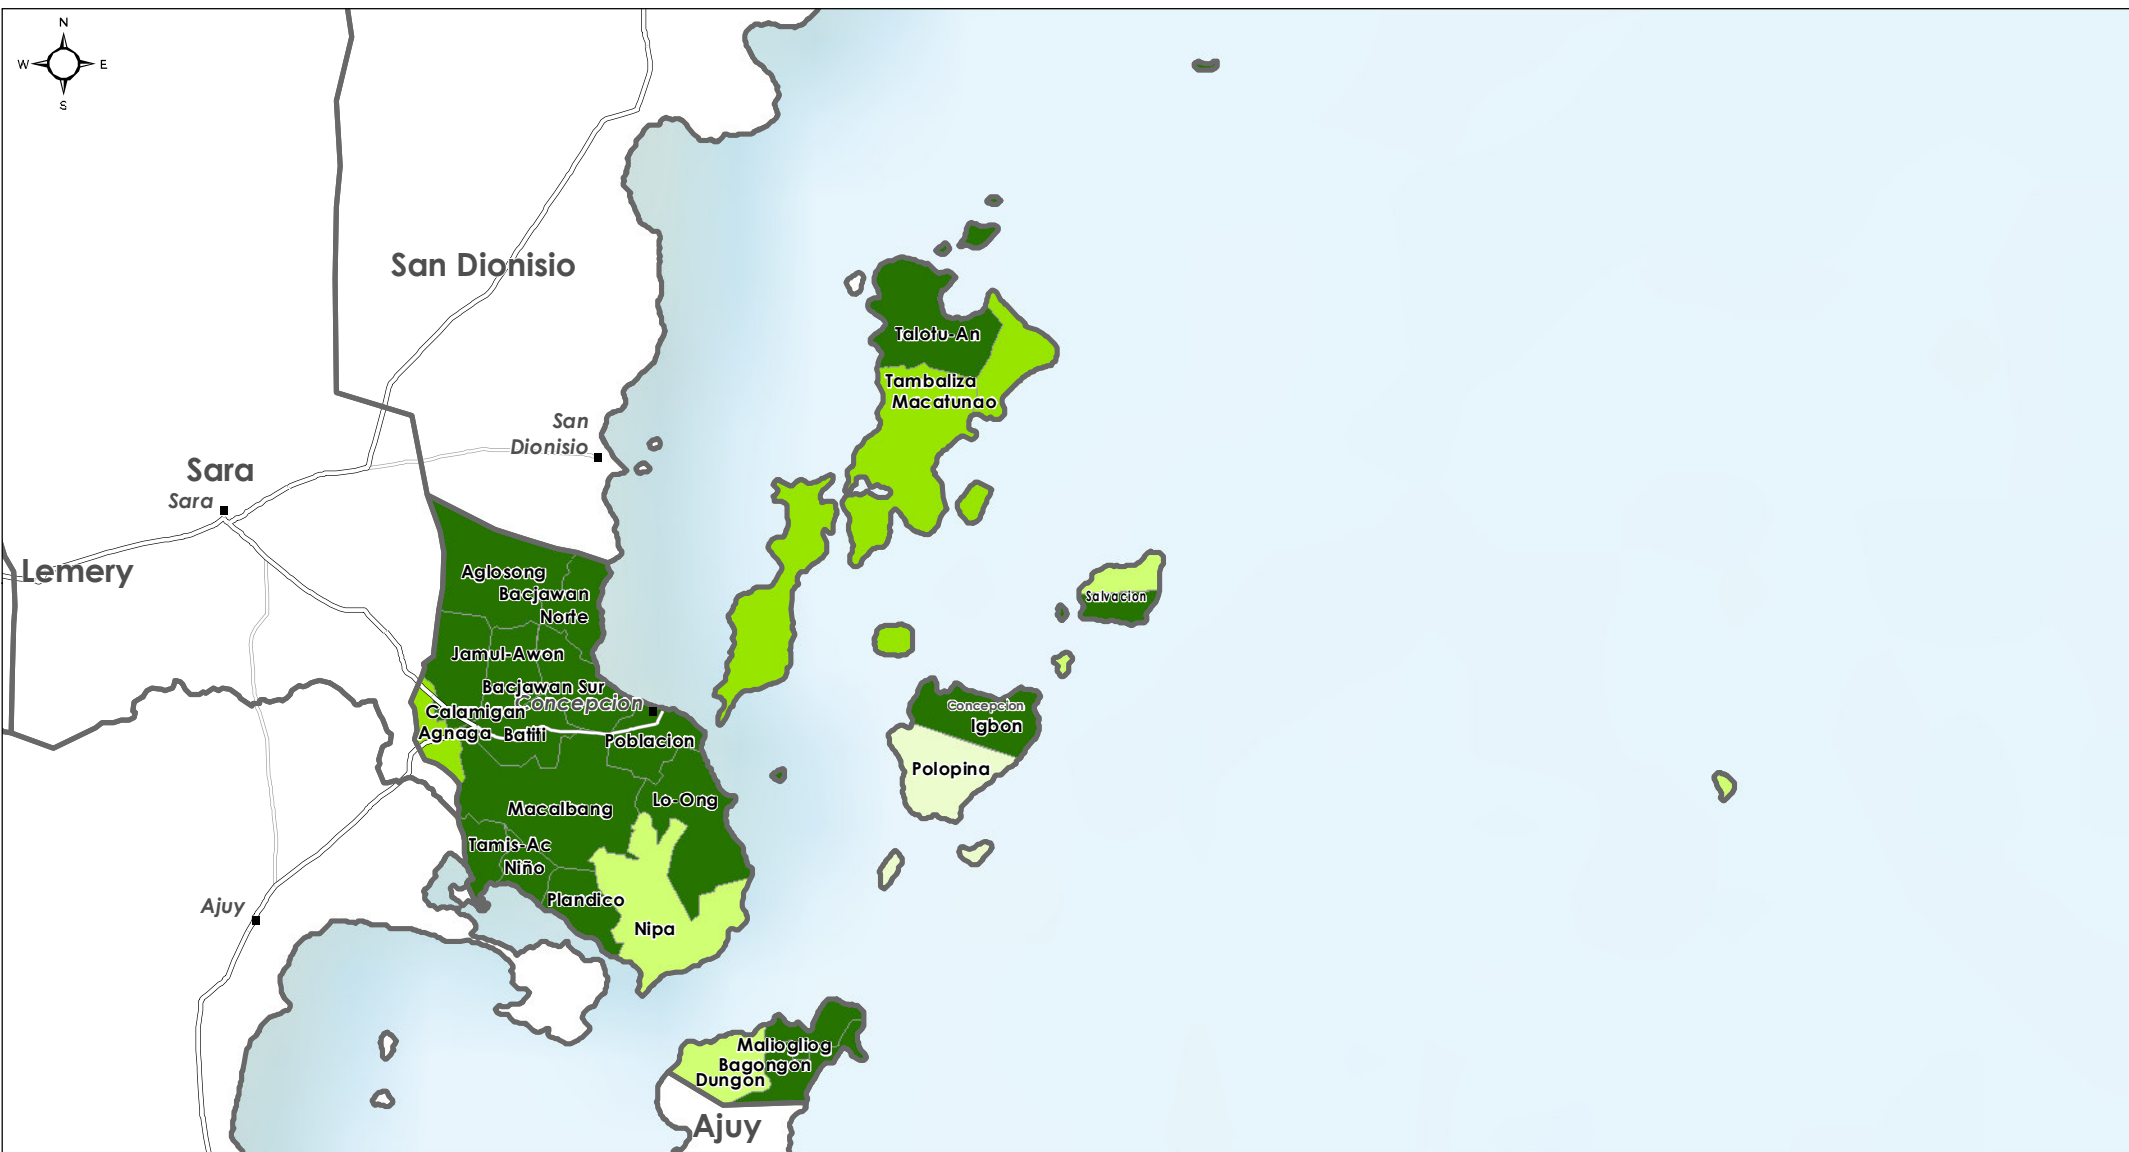 N
W E
S
San Dionisio
Talotu-An
Tambaliza
Macatunao
San
Dionisio
Sara
Sara
Lemery
Aglosong
Bacjawan
Norte
Salvacion
Jamul-Awon
Bacjawan Sur
Concepcion
Calamigan
Agnaga
Batiti
Poblacion
Concepcion
Igbon
Polopina
Lo-Ong
Macalbang
Tamis-Ac
Niño
Plandico
Ajuy
Nipa
Maliogliog
Bagongon
Dungon
Ajuy